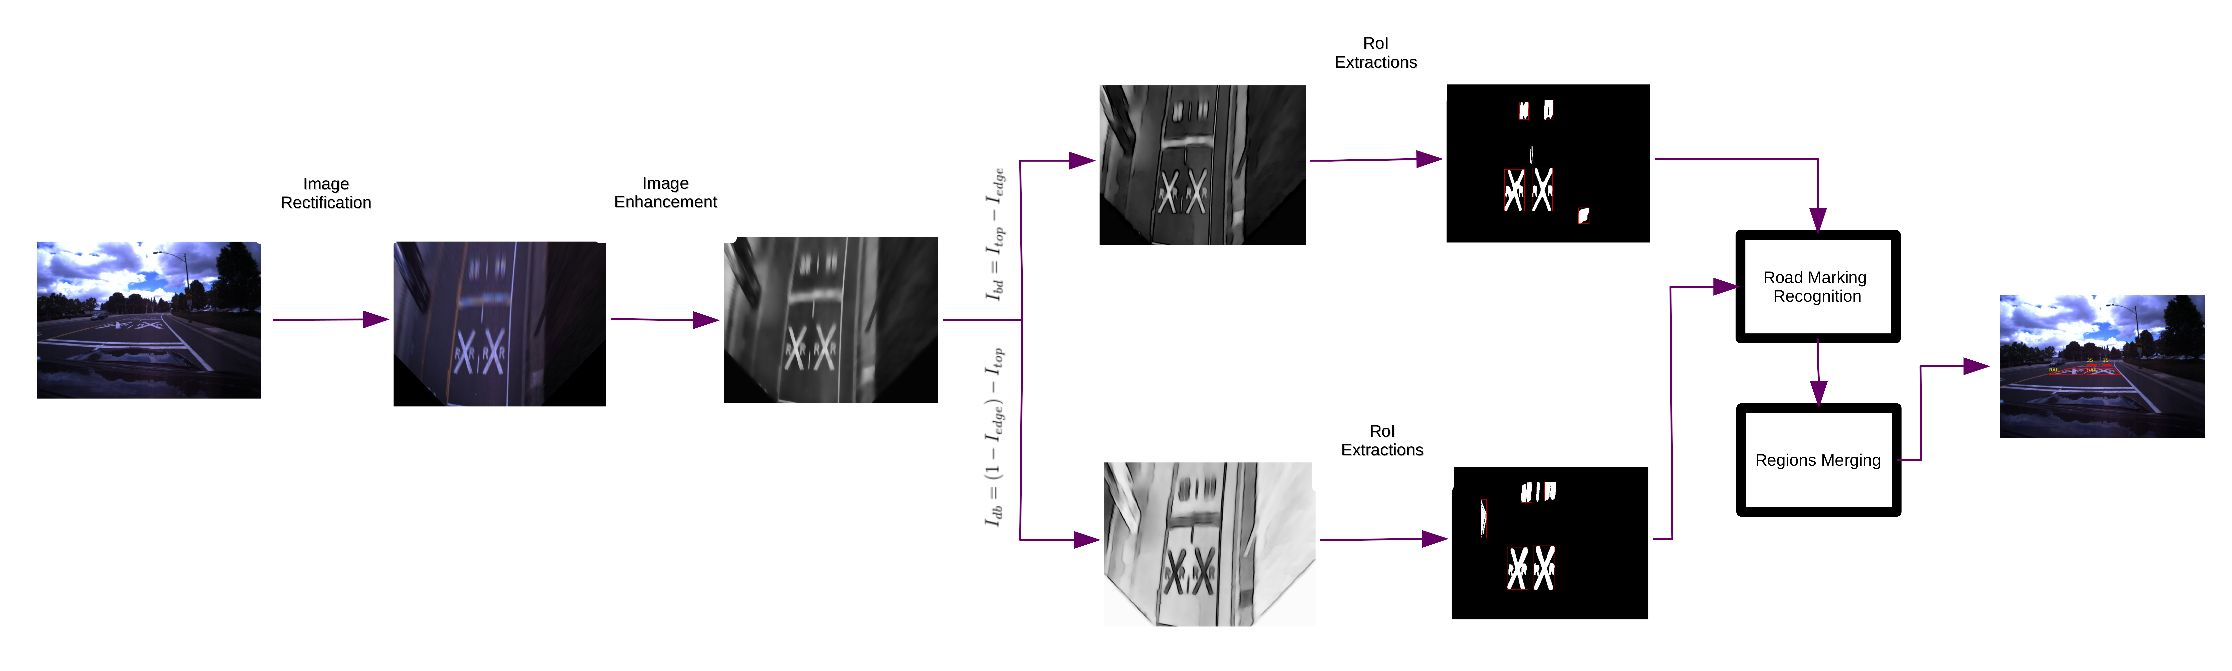 Image
Rectification
Image
Enhancement
I_{bd} = I_{top} − I_{edge}
I_{db} = (1 − I_{edge}) − I_{top}
RoI
Extractions
RoI
Extractions
Road Marking
Recognition
Regions Merging